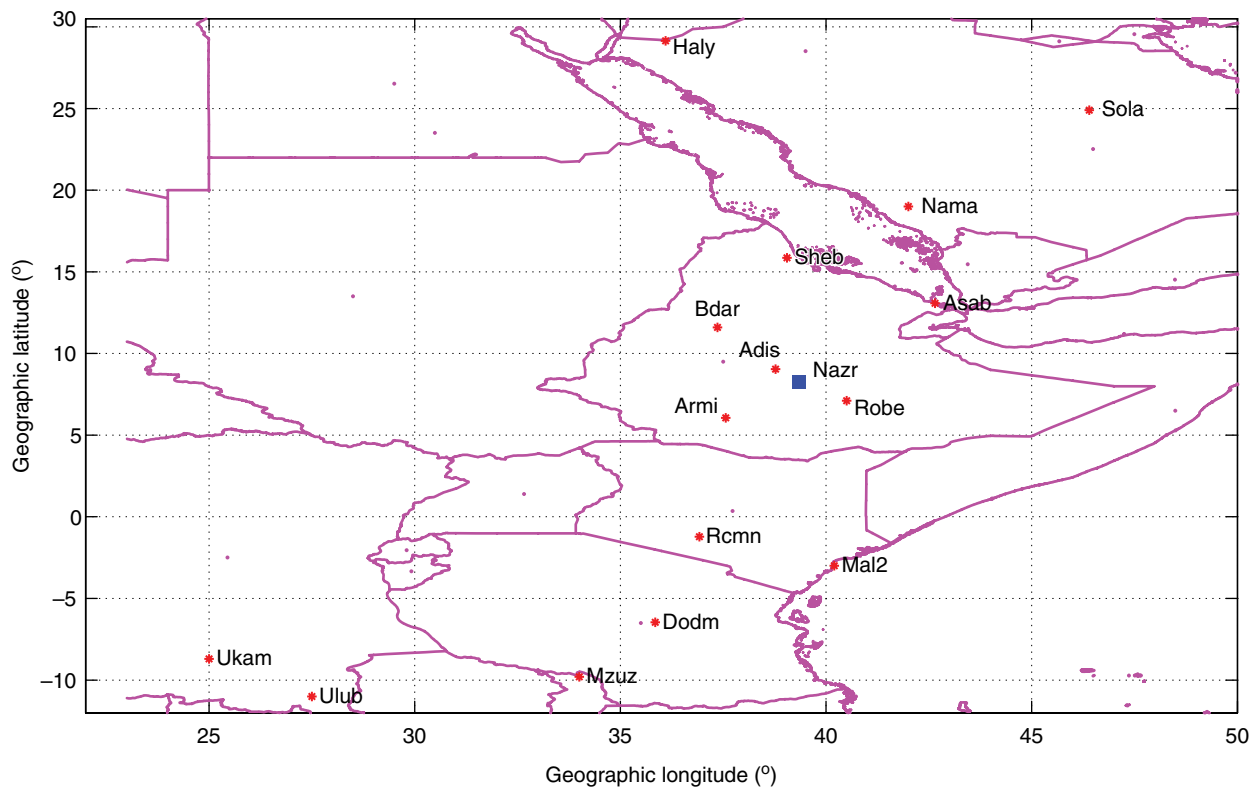 30
25
20
15
10
5
0
−5
−10
Geographic latitude (º)
Haly
Sola
Nama
Sheb
Asab
Bdar
Adis
Nazr
Armi
Robe
Rcmn
Mal2
Dodm
Ukam
Mzuz
Ulub
25
30
35
40
45
50
Geographic longitude (º)